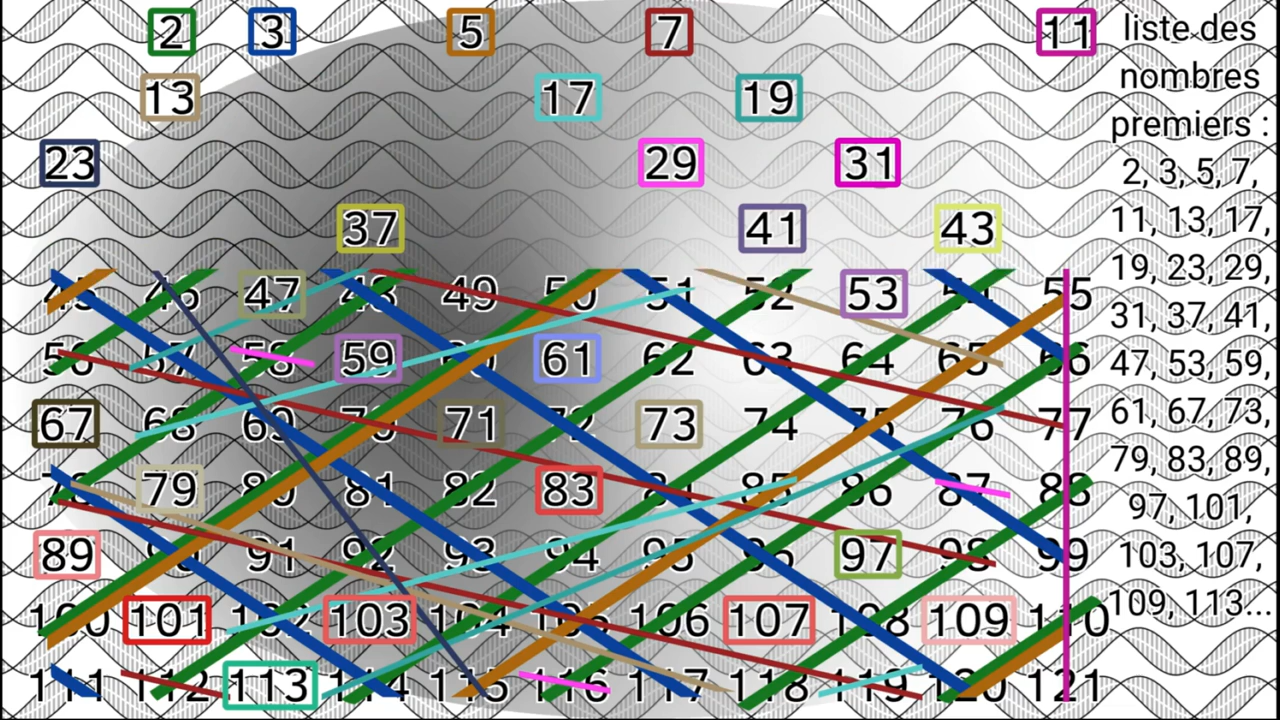 2 3 5 7 11
13 17 19
23 29 31
37 41 43
45 46 47 48 49 50 51 52 53 54 55
56 57 58 59 60 61 62 63 64 65 66
67 68 69 70 71 72 73 74 75 76 77
78 79 80 81 82 83 84 85 86 87 88
89 90 91 92 93 94 95 96 97 98 99
100 101 102 103 104 105 106 107 108 109 110
111 112 113 114 115 116 117 118 119 120 121
liste des
nombres
premiers :
2, 3, 5, 7,
11, 13, 17,
19, 23, 29,
31, 37, 41,
47, 53, 59,
61, 67, 73,
79, 83, 89,
97, 101,
103, 107,
109, 113...